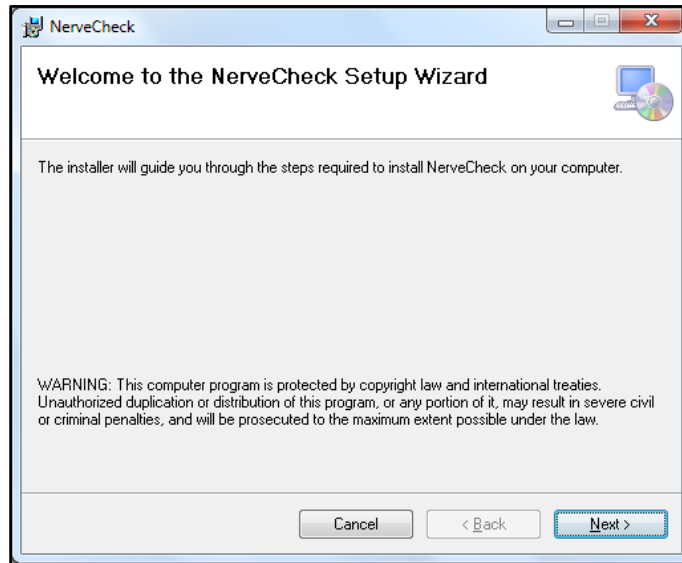 NerveCheck
Welcome to the NerveCheck Setup Wizard
The installer will guide you through the steps required to install NerveCheck on your computer.
WARNING: This computer program is protected by copyright law and international treaties.
Unauthorized duplication or distribution of this program, or any portion of it, may result in severe civil
or criminal penalties, and will be prosecuted to the maximum extent possible under the law.
Cancel < Back Next >